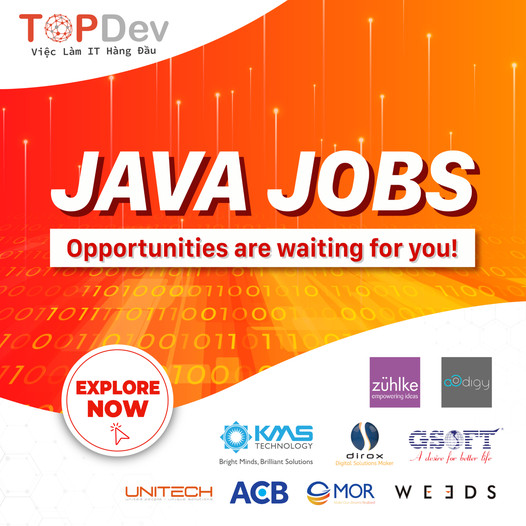 TOPDev
Việc Làm IT Hàng Đầu
JAVA JOBS
Opportunities are waiting for you!
EXPLORE
NOW
zühlke
empowering ideas
aodigy
KMS
TECHNOLOGY
Bright Minds, Brilliant Solutions
dirox
Digital Solutions Maker
GSOFT
A desire for better life
UNITECH
ACB
MOR
WEEDS